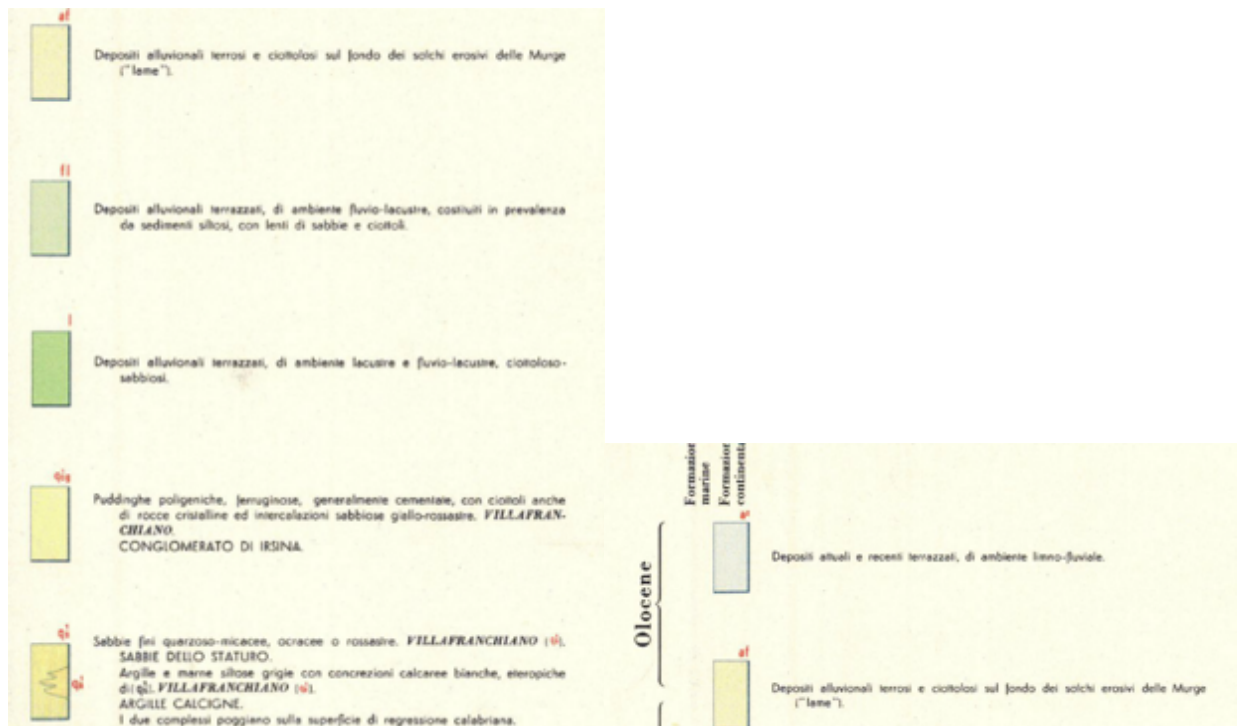 af
Depositi alluvionali terrosi e ciottolosi sul fondo dei solchi erosivi delle Murge
("lame").
fl
Depositi alluvionali terrazzati, di ambiente fluvio-lacustre, costituiti in prevalenza
da sedimenti siltosi, con lenti di sabbie e ciottoli.
l
Depositi alluvionali terrazzati, di ambiente lacustre e fluvio-lacustre, ciottoloso-
sabbiosi.
Puddinghe poligeniche, ferruginose, generalmente cementate, con ciottoli anche
di rocce cristalline ed intercalazioni sabbiose giallo-rossastre. VILLAFRAN-
CHIANO.
CONGLOMERATO DI IRSINA.
Sabbie fini quarzoso-micacee, ocracee o rossastre. VILLAFRANCHIANO
SABBIE DELLO STATURO.
Argille e marne siltose grigie con concrezioni calcaree bianche, eteropiche
di VILLAFRANCHIANO
ARGILLE CALCIGNE.
I due complessi poggiano sulla superficie di regressione calabriana.
marine
Olocene
Depositi attuali e recenti terrazzati, di ambiente limno-fluviale.
af
Depositi alluvionali terrosi e ciottolosi sul fondo dei solchi erosivi delle Murge
("lame").